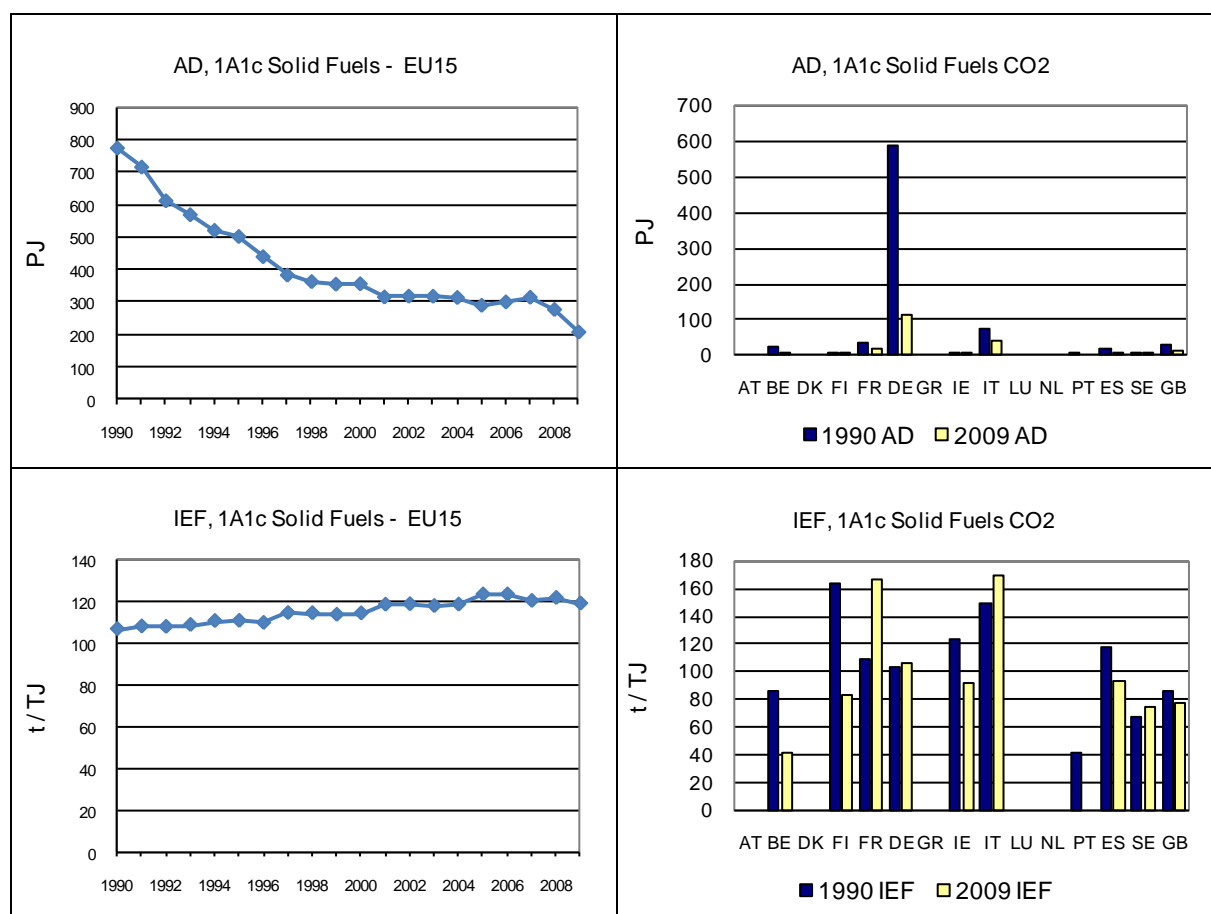 AD, 1A1c Solid Fuels - EU15
900
800
700
600
500
400
300
200
100
0
PJ
1990 1992 1994 1996 1998 2000 2002 2004 2006 2008
AD, 1A1c Solid Fuels CO2
700
600
500
400
300
200
100
0
PJ
AT BE DK FI FR DE GR IE IT LU NL PT ES SE GB
1990 AD 2009 AD
IEF, 1A1c Solid Fuels - EU15
140
120
100
80
60
40
20
0
t / TJ
1990 1992 1994 1996 1998 2000 2002 2004 2006 2008
IEF, 1A1c Solid Fuels CO2
180
160
140
120
100
80
60
40
20
0
t / TJ
AT BE DK FI FR DE GR IE IT LU NL PT ES SE GB
1990 IEF 2009 IEF